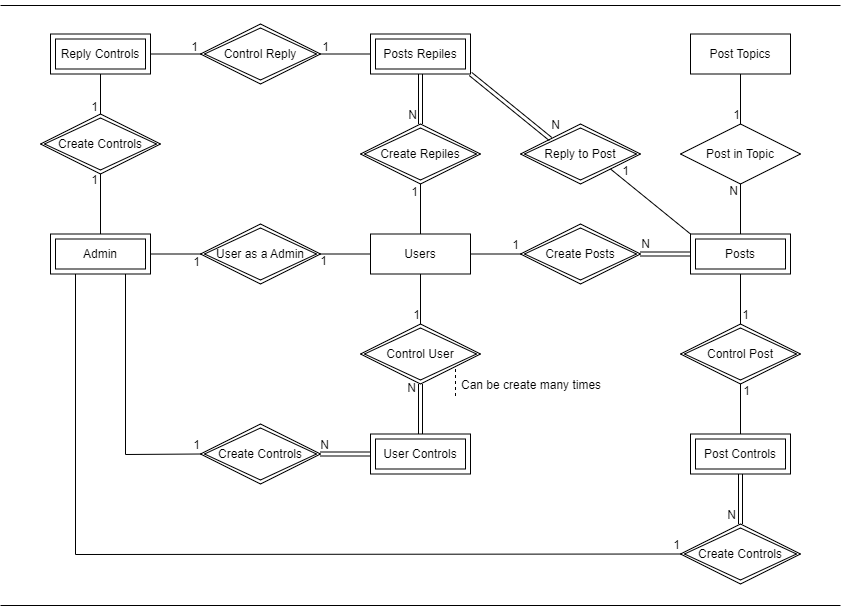 Reply Controls
1
Control Reply
1
Posts Repiles
Post Topics
1
N
N
1
Create Controls
Create Repiles
Reply to Post
Post in Topic
1
1
1
N
Admin
1
User as a Admin
1
Users
1
Create Posts
N
Posts
1
1
Control User
Control Post
N
Can be create many times
1
1
Create Controls
N
User Controls
Post Controls
N
1
Create Controls